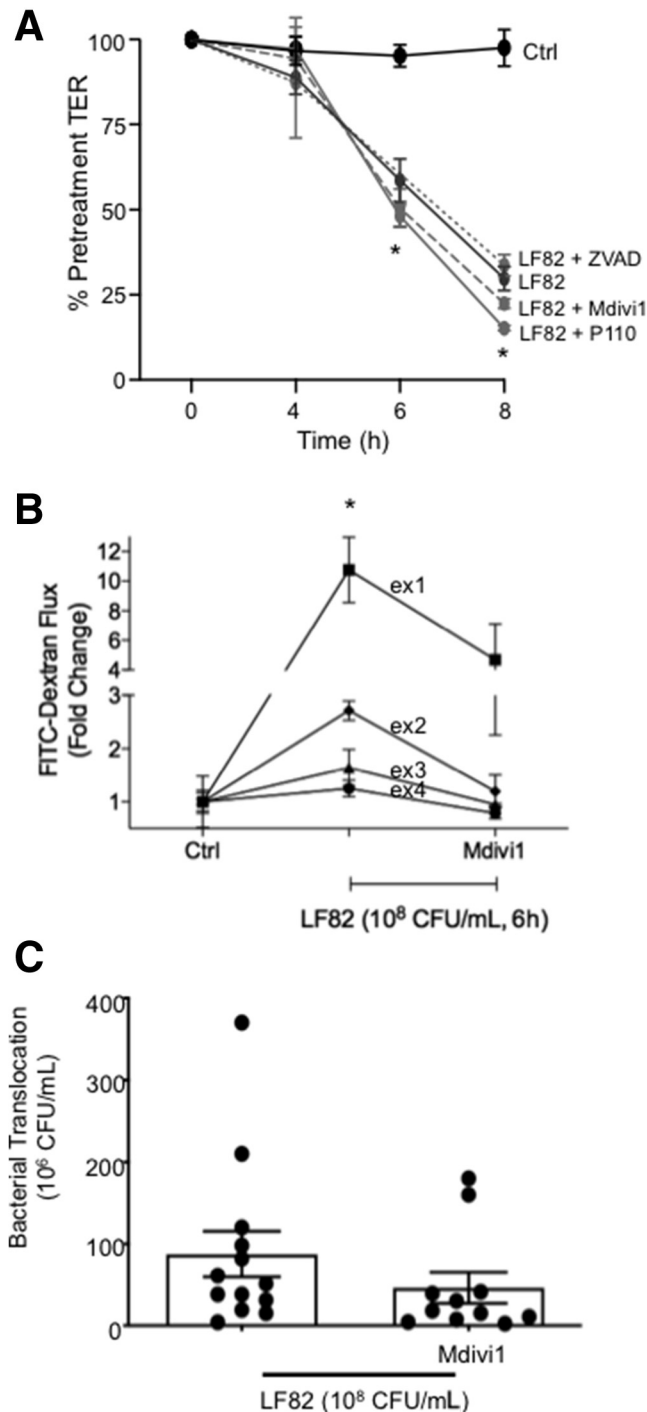 A
% Pretreatment TER
100
75
50
25
0
Ctrl
*
LF82 + ZVAD
LF82
LF82 + Mdivi1
LF82 + P110
*
0 4 6 8
Time (h)
B
*
FITC-Dextran Flux
(Fold Change)
12
10
8
6
4
3
2
1
ex1
ex2
ex3
ex4
Ctrl Mdivi1
LF82 (10⁸ CFU/mL, 6h)
C
Bacterial Translocation
(10⁶ CFU/mL)
400
300
200
100
0
Mdivi1
LF82 (10⁸ CFU/mL)